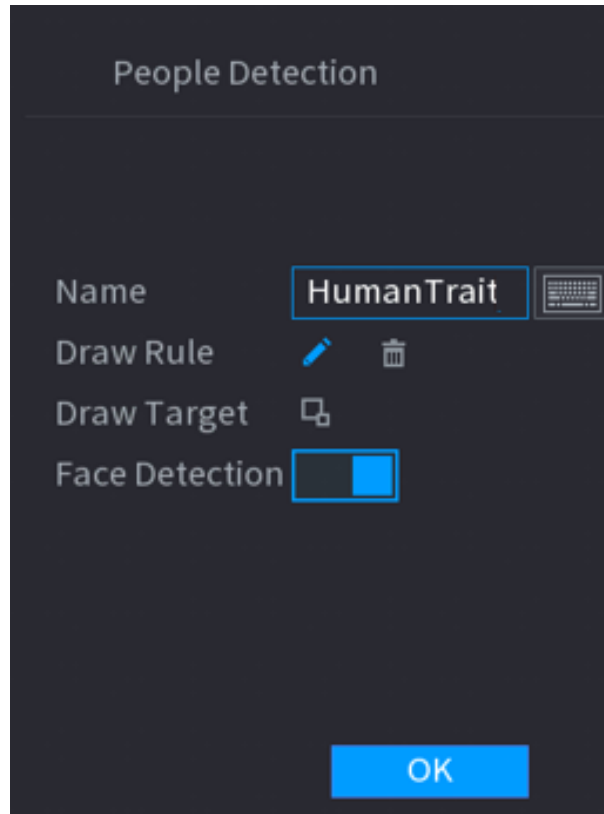 People Detection
Name HumanTrait
Draw Rule
Draw Target
Face Detection
OK